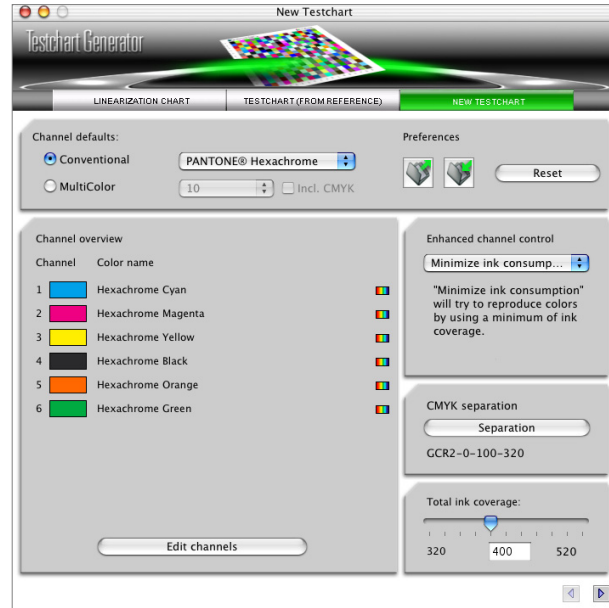 New Testchart
Testchart Generator
LINEARIZATION CHART
TESTCHART (FROM REFERENCE)
NEW TESTCHART
Channel defaults:
Conventional
PANTONE® Hexachrome
MultiColor
10
Incl. CMYK
Preferences
Reset
Channel overview
Channel Color name
1 Hexachrome Cyan
2 Hexachrome Magenta
3 Hexachrome Yellow
4 Hexachrome Black
5 Hexachrome Orange
6 Hexachrome Green
Edit channels
Enhanced channel control
Minimize ink consump...
"Minimize ink consumption"
will try to reproduce colors
by using a minimum of ink
coverage.
CMYK separation
Separation
GCR2-0-100-320
Total ink coverage:
320 400 520